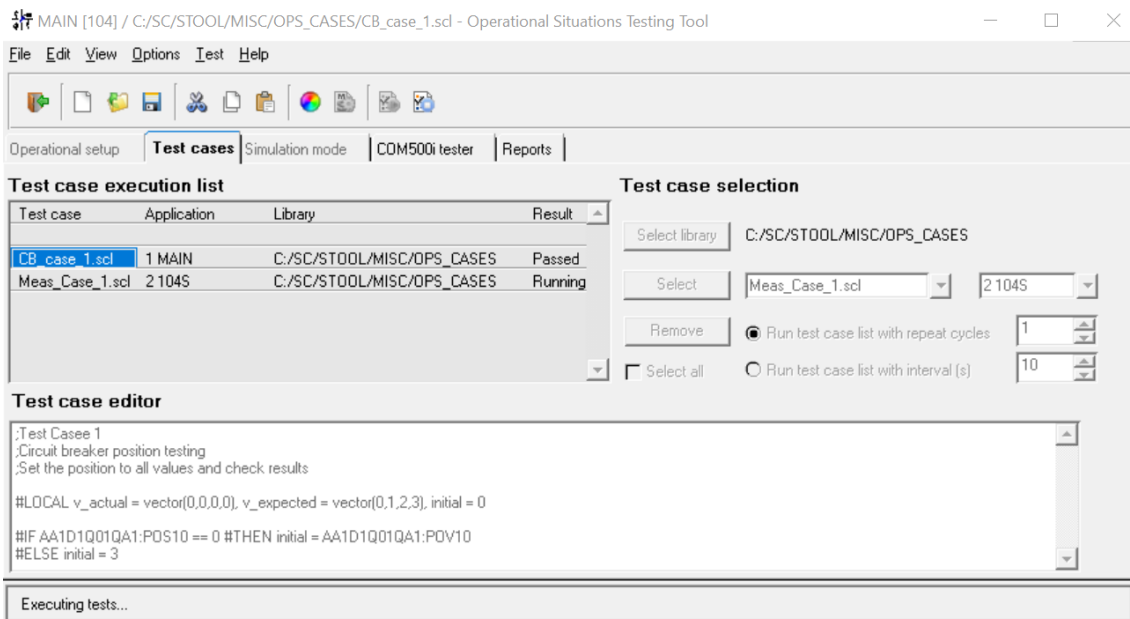 MAIN [104] / C:/SC/STOOL/MISC/OPS_CASES/CB_case_1.scl - Operational Situations Testing Tool
File Edit View Options Test Help
Operational setup Test cases Simulation mode COM500i tester Reports
Test case execution list
Test case Application Library Result
CB_case_1.scl 1 MAIN C:/SC/STOOL/MISC/OPS_CASES Passed
Meas_Case_1.scl 2 104S C:/SC/STOOL/MISC/OPS_CASES Running
Test case selection
Select library C:/SC/STOOL/MISC/OPS_CASES
Select Meas_Case_1.scl 2 104S
Remove Run test case list with repeat cycles 1
Select all Run test case list with interval (s) 10
Test case editor
;Test Casee 1
;Circuit breaker position testing
;Set the position to all values and check results
#LOCAL v_actual = vector(0,0,0,0), v_expected = vector(0,1,2,3), initial = 0
#IF AA1D1Q01QA1:POS10 == 0 #THEN initial = AA1D1Q01QA1:POV10
#ELSE initial = 3
Executing tests...